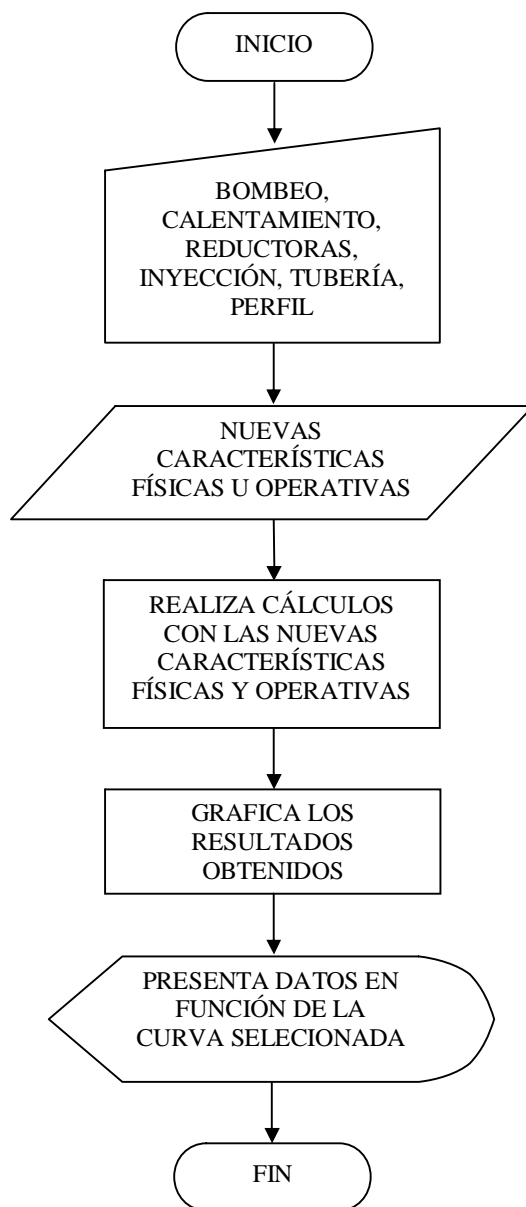 INICIO
BOMBEO,
CALENTAMIENTO,
REDUCTORAS,
INYECCIÓN, TUBERÍA,
PERFIL
NUEVAS
CARACTERÍSTICAS
FÍSICAS U OPERATIVAS
REALIZA CÁLCULOS
CON LAS NUEVAS
CARACTERÍSTICAS
FÍSICAS Y OPERATIVAS
GRAFICA LOS
RESULTADOS
OBTENIDOS
PRESENTA DATOS EN
FUNCIÓN DE LA
CURVA SELECIONADA
FIN